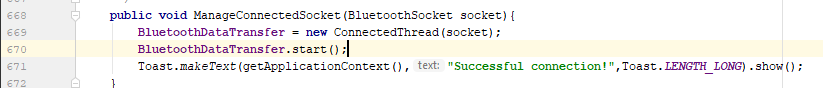 668 public void ManageConnectedSocket(BluetoothSocket socket){
669 BluetoothDataTransfer = new ConnectedThread(socket);
670 BluetoothDataTransfer.start();
671 Toast.makeText(getApplicationContext(), text: "Successful connection!",Toast.LENGTH_LONG).show();
672 }